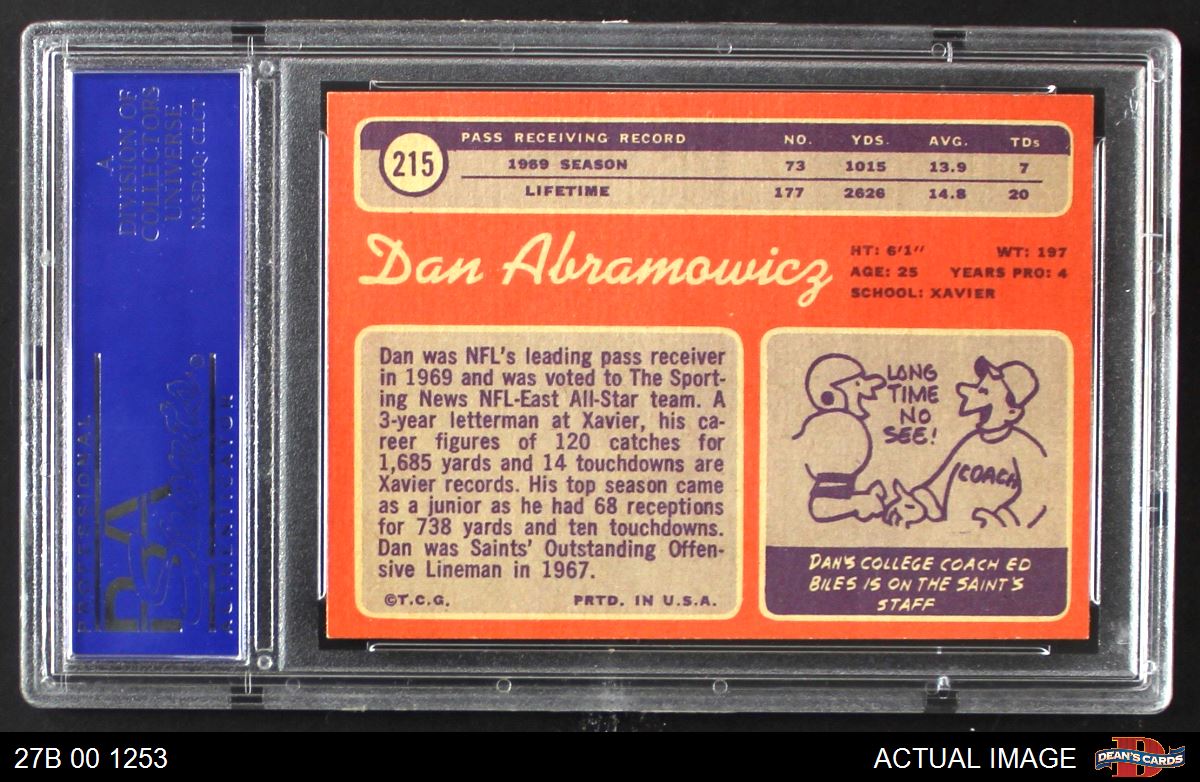 A
DIVISION OF
COLLECTORS
UNIVERSE
NASDAQ: CLCT
PROFESSIONAL
PSA
AUTHENTICATOR
215
PASS RECEIVING RECORD NO. YDS. AVG. TDs
1969 SEASON 73 1015 13.9 7
LIFETIME 177 2626 14.8 20
Dan Abramowicz
HT: 6'1" WT: 197
AGE: 25 YEARS PRO: 4
SCHOOL: XAVIER
Dan was NFL's leading pass receiver
in 1969 and was voted to The Sport-
ing News NFL-East All-Star team. A
3-year letterman at Xavier, his ca-
reer figures of 120 catches for
1,685 yards and 14 touchdowns are
Xavier records. His top season came
as a junior as he had 68 receptions
for 738 yards and ten touchdowns.
Dan was Saints' Outstanding Offen-
sive Lineman in 1967.
©T.C.G. PRTD. IN U.S.A.
LONG
TIME
NO
SEE!
COACH
DAN'S COLLEGE COACH ED
BILES IS ON THE SAINT'S
STAFF
27B 00 1253
ACTUAL IMAGE
DEAN'S CARDS